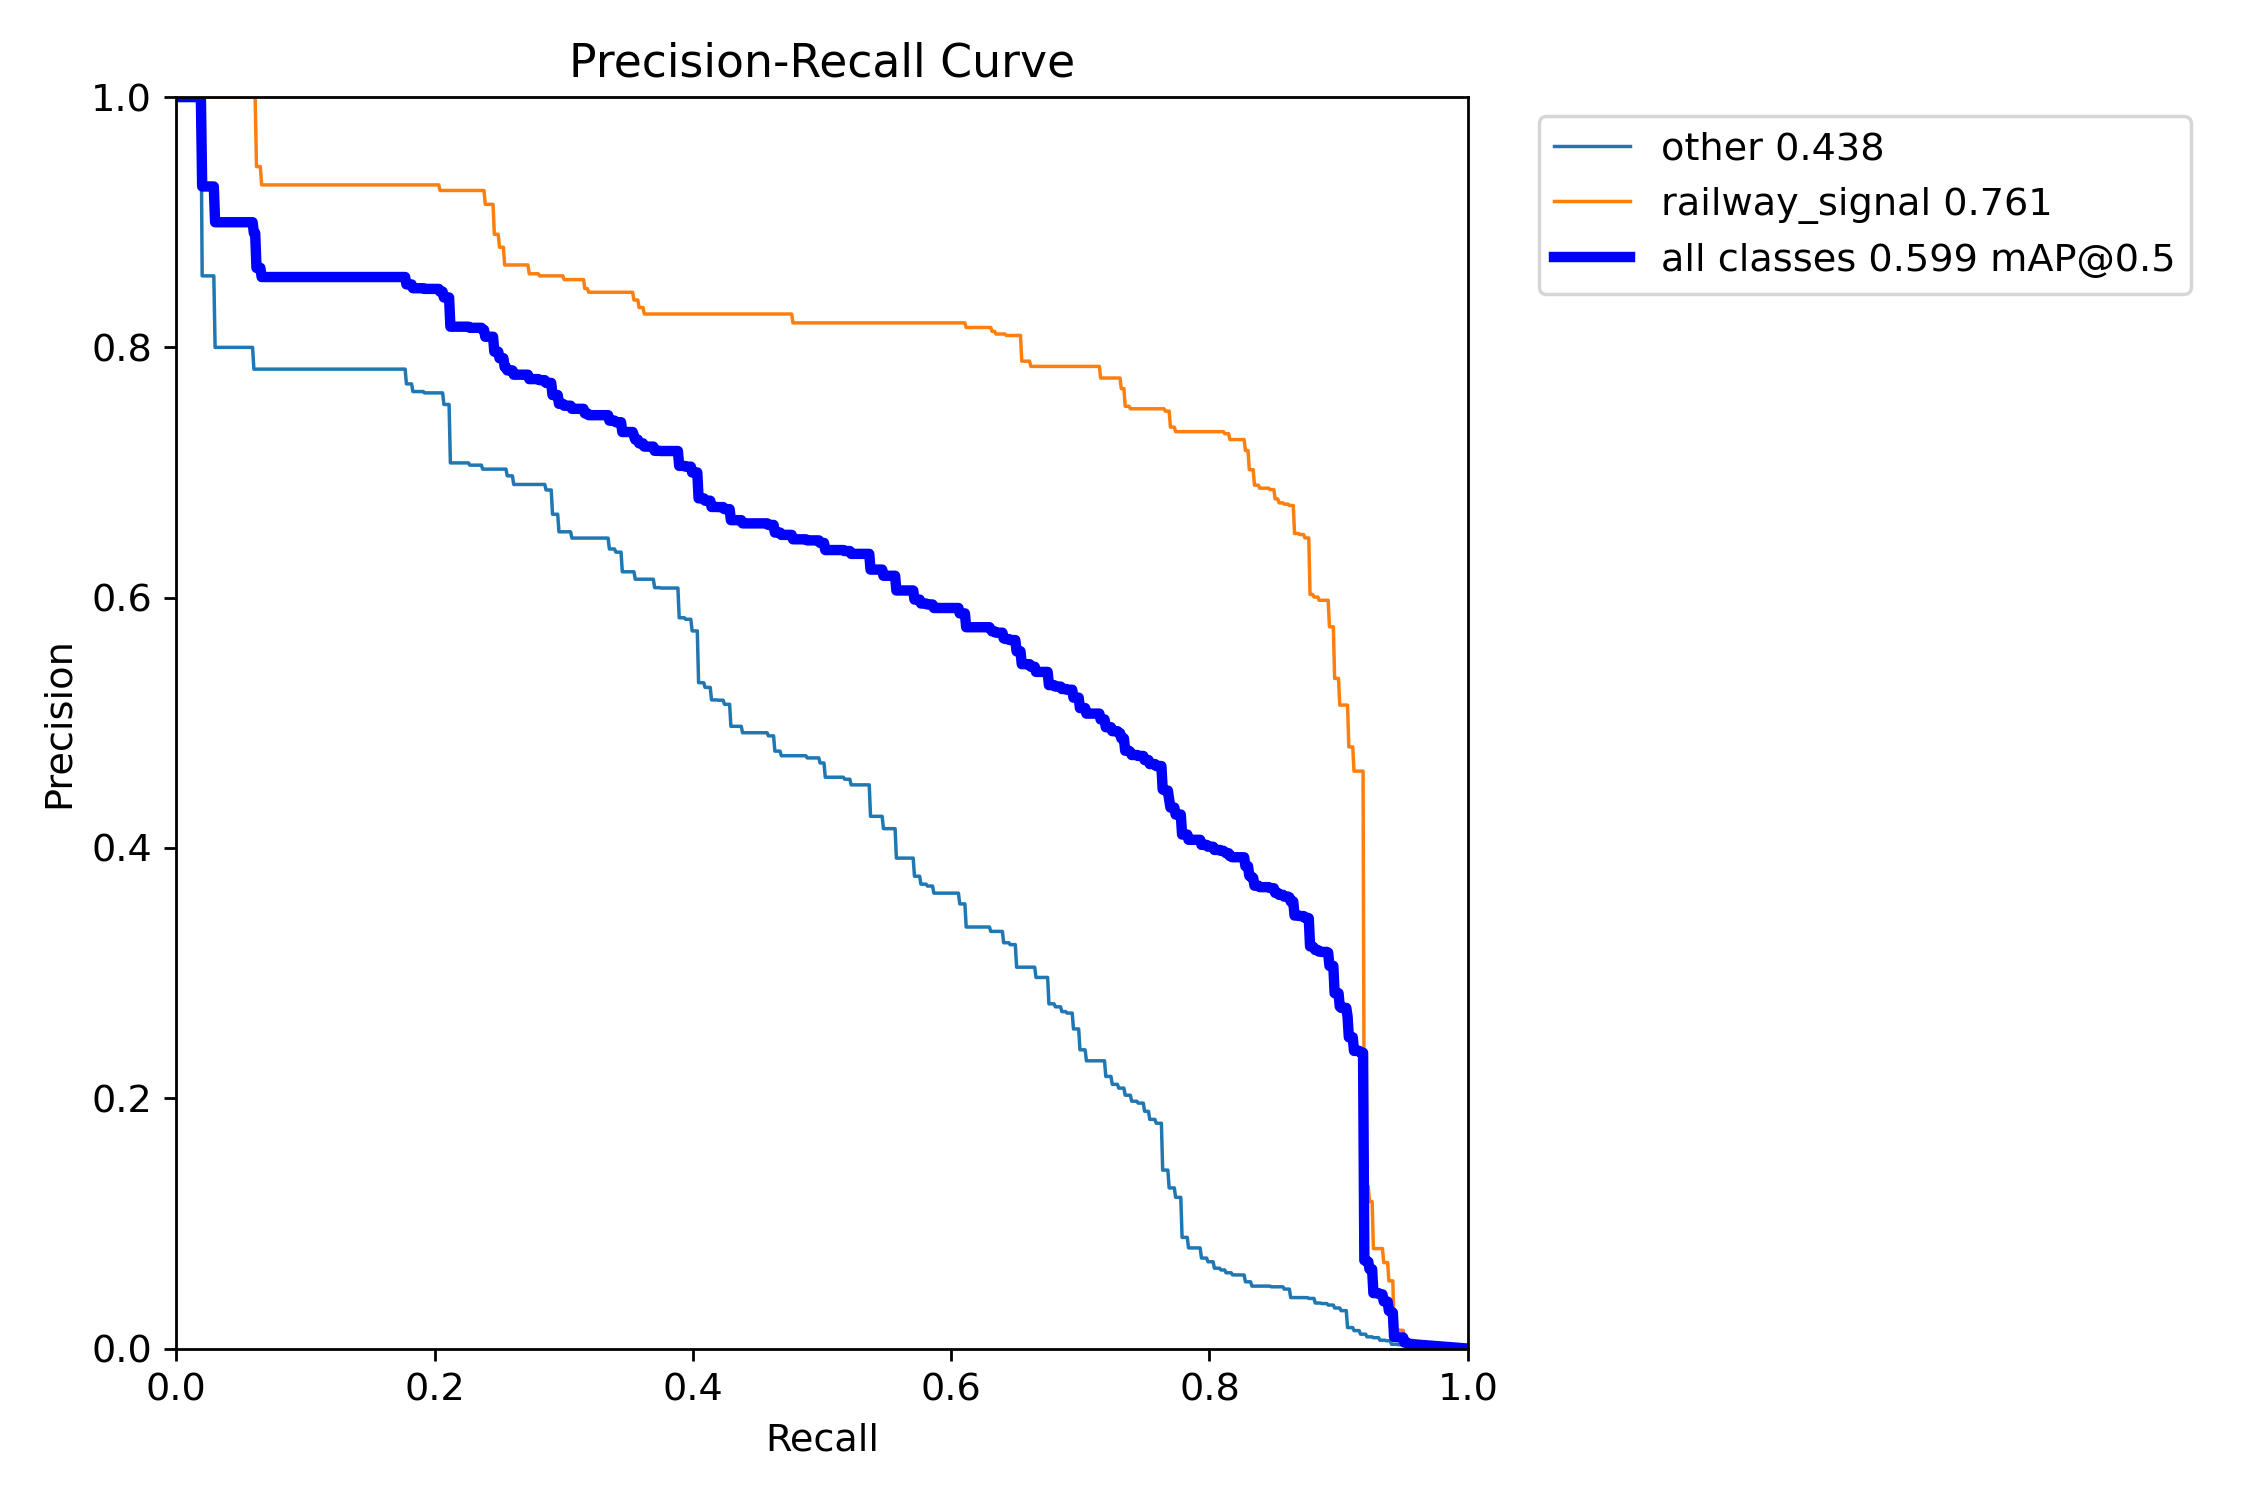 Precision-Recall Curve
1.0
0.8
0.6
0.4
0.2
0.0
Precision
0.0 0.2 0.4 0.6 0.8 1.0
Recall
other 0.438
railway_signal 0.761
all classes 0.599 mAP@0.5